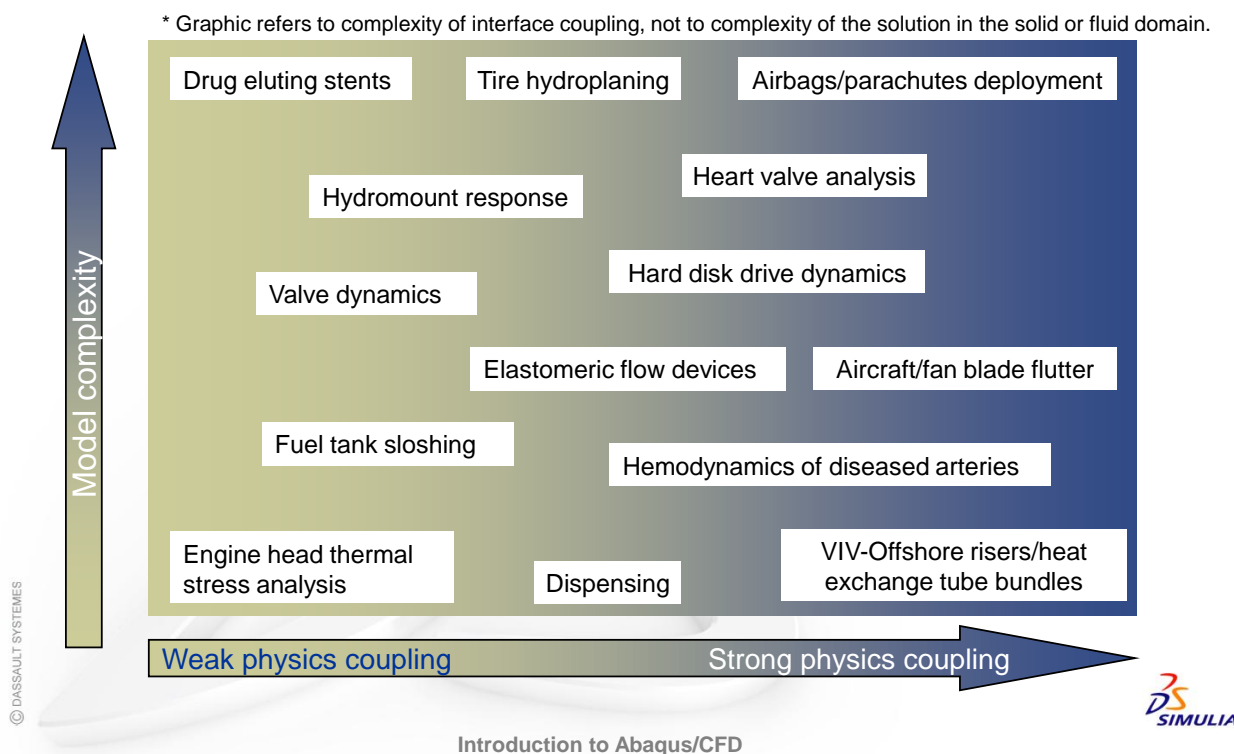 * Graphic refers to complexity of interface coupling, not to complexity of the solution in the solid or fluid domain.
Drug eluting stents
Tire hydroplaning
Airbags/parachutes deployment
Heart valve analysis
Hydromount response
Hard disk drive dynamics
Valve dynamics
Elastomeric flow devices
Aircraft/fan blade flutter
Fuel tank sloshing
Hemodynamics of diseased arteries
Engine head thermal
stress analysis
Dispensing
VIV-Offshore risers/heat
exchange tube bundles
Model complexity
Weak physics coupling
Strong physics coupling
© DASSAULT SYSTEMES
SIMULIA
Introduction to Abaqus/CFD